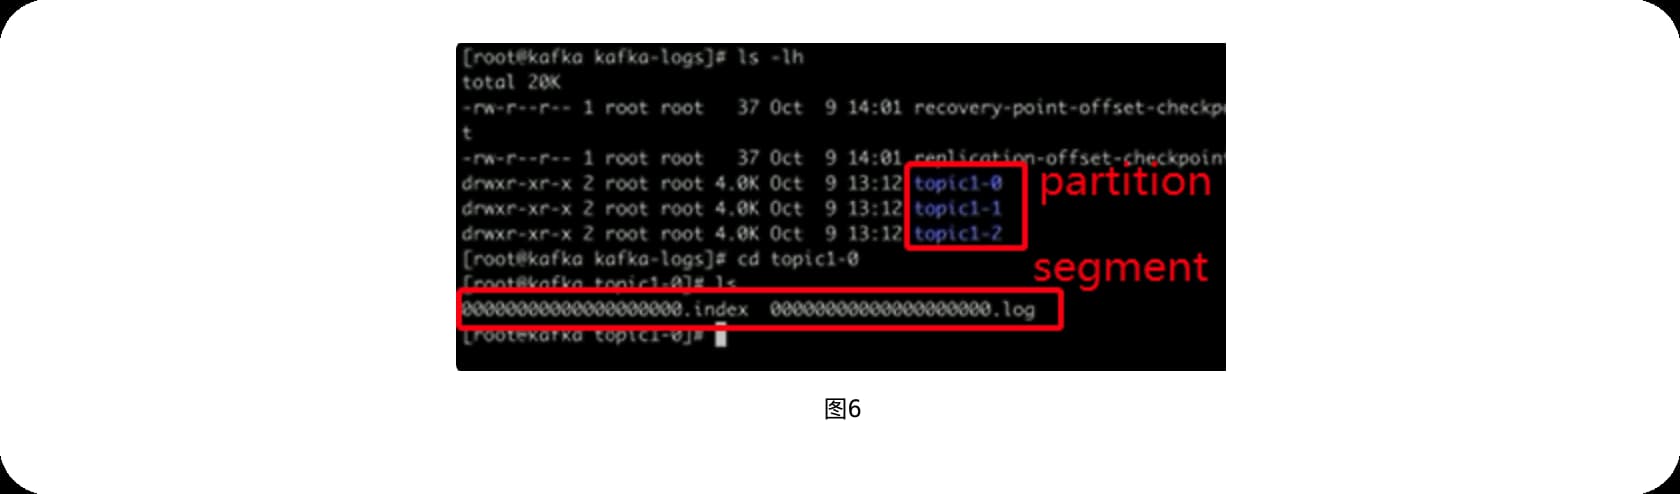 [root@kafka kafka-logs]# ls -lh
total 20K
-rw-r--r-- 1 root root   37 Oct  9 14:01 recovery-point-offset-checkp
t
-rw-r--r-- 1 root root   37 Oct  9 14:01 replication-offset-checkpoin
drwxr-xr-x 2 root root 4.0K Oct  9 13:12 topic1-0
partition
drwxr-xr-x 2 root root 4.0K Oct  9 13:12 topic1-1
drwxr-xr-x 2 root root 4.0K Oct  9 13:12 topic1-2
[root@kafka kafka-logs]# cd topic1-0
segment
[root@kafka topic1-0]# ls
00000000000000000000.index  00000000000000000000.log
[root@kafka topic1-0]#
图6